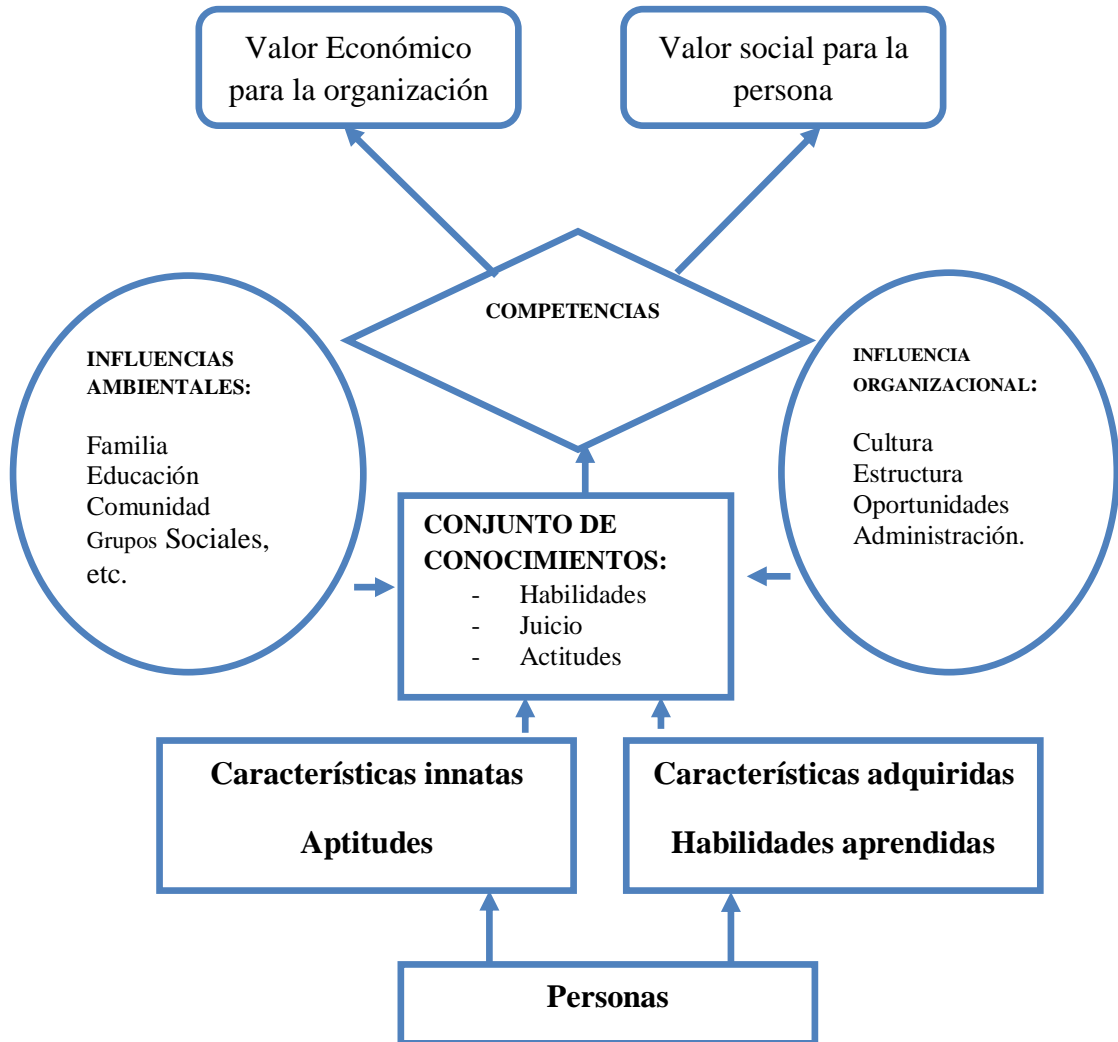 Valor Económico
para la organización
Valor social para la
persona
COMPETENCIAS
INFLUENCIAS
AMBIENTALES:
Familia
Educación
Comunidad
Grupos Sociales,
etc.
INFLUENCIA
ORGANIZACIONAL:
Cultura
Estructura
Oportunidades
Administración.
CONJUNTO DE
CONOCIMIENTOS:
- Habilidades
- Juicio
- Actitudes
Características innatas
Aptitudes
Características adquiridas
Habilidades aprendidas
Personas